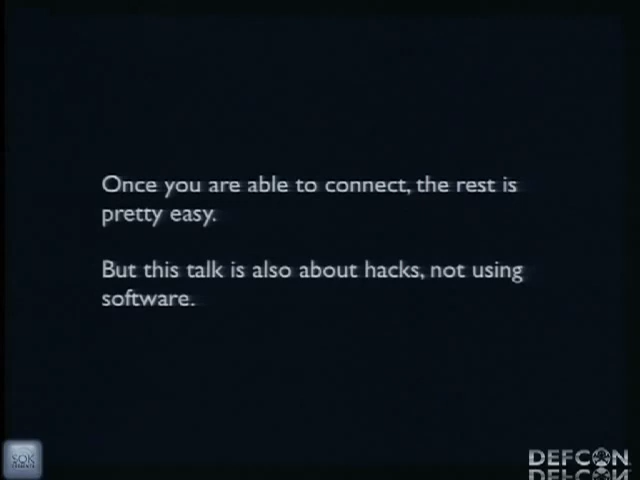 Once you are able to connect, the rest is
pretty easy.
But this talk is also about hacks, not using
software.
SOK
DEFCON